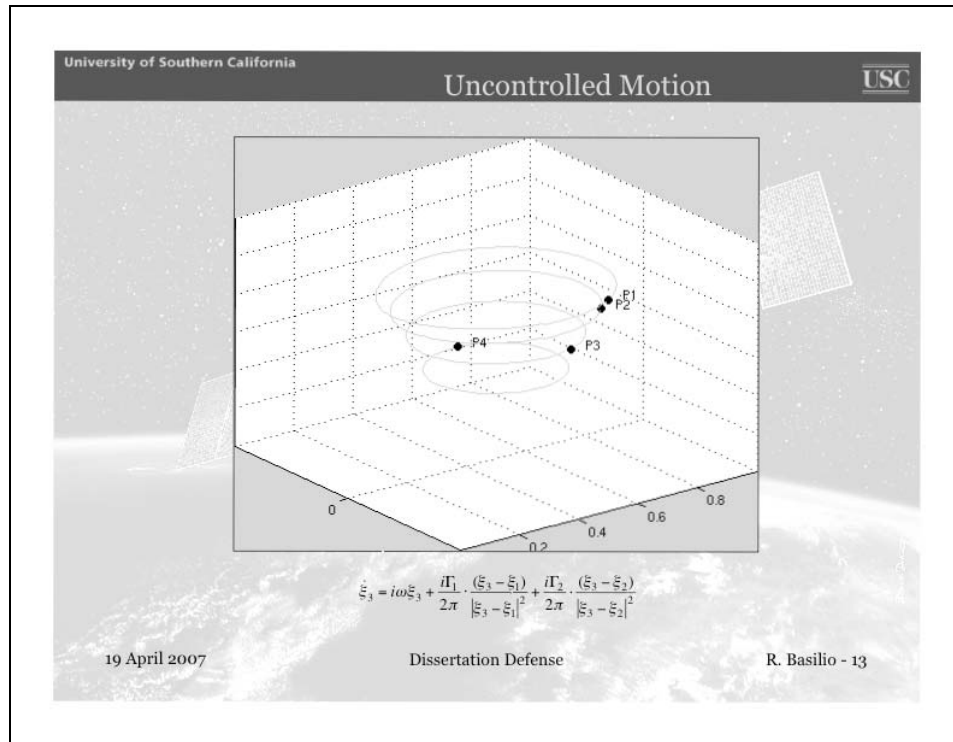 University of Southern California
Uncontrolled Motion
USC
P1
P2
P4
P3
0
0.2
0.4
0.6
0.8
ξ̇₃ = iωξ₃ + iΓ₁/2π · (ξ₃ − ξ₁)/|ξ₃ − ξ₁|² + iΓ₂/2π · (ξ₃ − ξ₂)/|ξ₃ − ξ₂|²
19 April 2007
Dissertation Defense
R. Basilio - 13